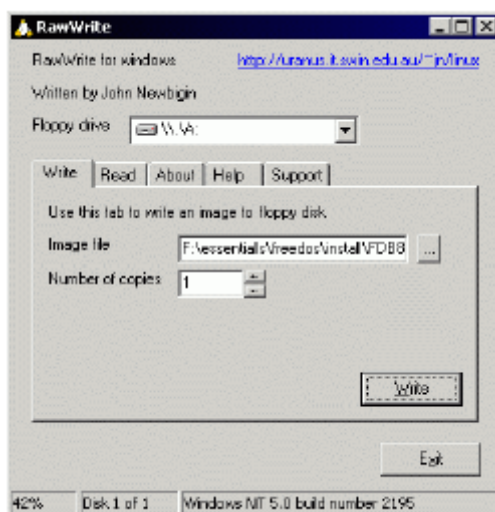 RawWrite
RawWrite for windows http://uranus.it.swin.edu.au/~jn/linux
Written by John Newbigin
Floppy drive \\.\A:
Write Read About Help Support
Use this tab to write an image to floppy disk.
Image file F:\essentials\freedos\install\FDB8 ...
Number of copies 1
Write
Exit
42% Disk 1 of 1 Windows NT 5.0 build number 2195